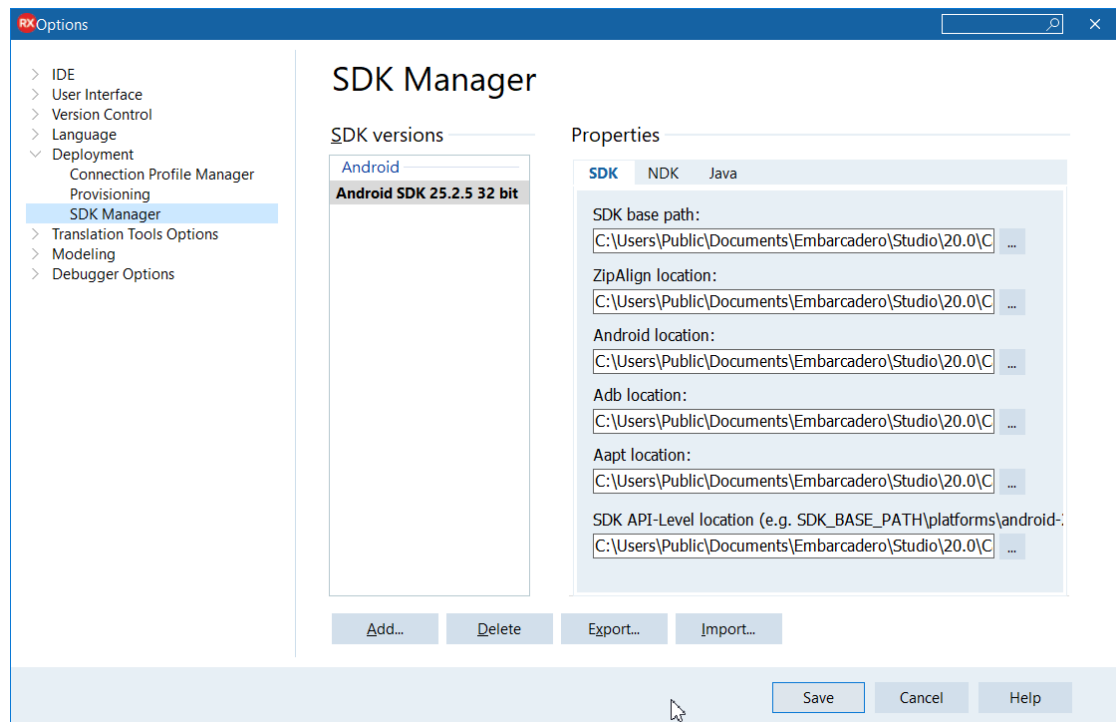 RX Options
IDE
User Interface
Version Control
Language
Deployment
Connection Profile Manager
Provisioning
SDK Manager
Translation Tools Options
Modeling
Debugger Options
SDK Manager
SDK versions
Android
Android SDK 25.2.5 32 bit
Properties
SDK NDK Java
SDK base path:
C:\Users\Public\Documents\Embarcadero\Studio\20.0\C ...
ZipAlign location:
C:\Users\Public\Documents\Embarcadero\Studio\20.0\C ...
Android location:
C:\Users\Public\Documents\Embarcadero\Studio\20.0\C ...
Adb location:
C:\Users\Public\Documents\Embarcadero\Studio\20.0\C ...
Aapt location:
C:\Users\Public\Documents\Embarcadero\Studio\20.0\C ...
SDK API-Level location (e.g. SDK_BASE_PATH\platforms\android-
C:\Users\Public\Documents\Embarcadero\Studio\20.0\C ...
Add... Delete Export... Import...
Save Cancel Help